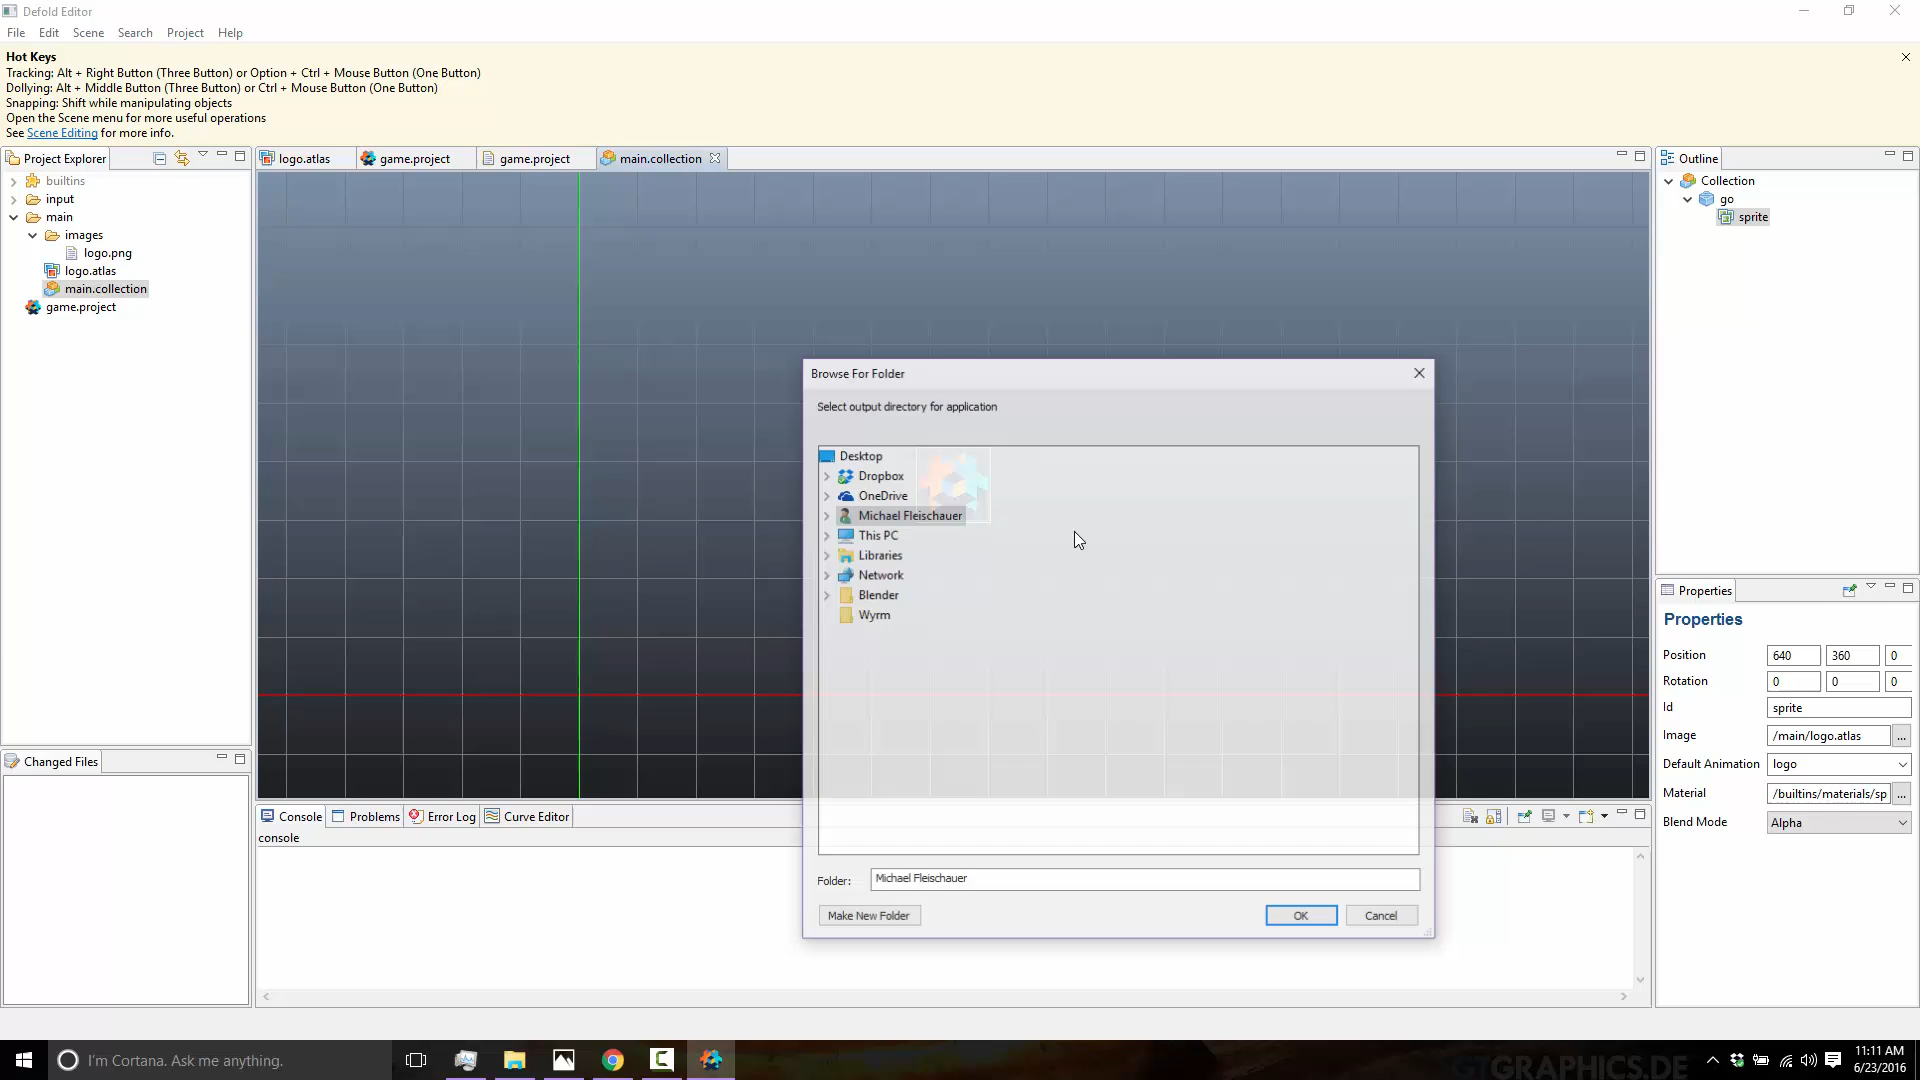 Defold Editor
File Edit Scene Search Project Help
Hot Keys
Tracking: Alt + Right Button (Three Button) or Option + Ctrl + Mouse Button (One Button)
Dollying: Alt + Middle Button (Three Button) or Ctrl + Mouse Button (One Button)
Snapping: Shift while manipulating objects
Open the Scene menu for more useful operations
See Scene Editing for more info.
Project Explorer
builtins
input
main
images
logo.png
logo.atlas
main.collection
game.project
Changed Files
logo.atlas game.project game.project main.collection
Browse For Folder
Select output directory for application
Desktop
Dropbox
OneDrive
Michael Fleischauer
This PC
Libraries
Network
Blender
Wyrm
Folder: Michael Fleischauer
Make New Folder OK Cancel
Console Problems Error Log Curve Editor
console
Outline
Collection
go
sprite
Properties
Properties
Position 640 360 0
Rotation 0 0 0
Id sprite
Image /main/logo.atlas ...
Default Animation logo
Material /builtins/materials/sp ...
Blend Mode Alpha
I'm Cortana. Ask me anything.
GTGRAPHICS.DE
11:11 AM
6/23/2016